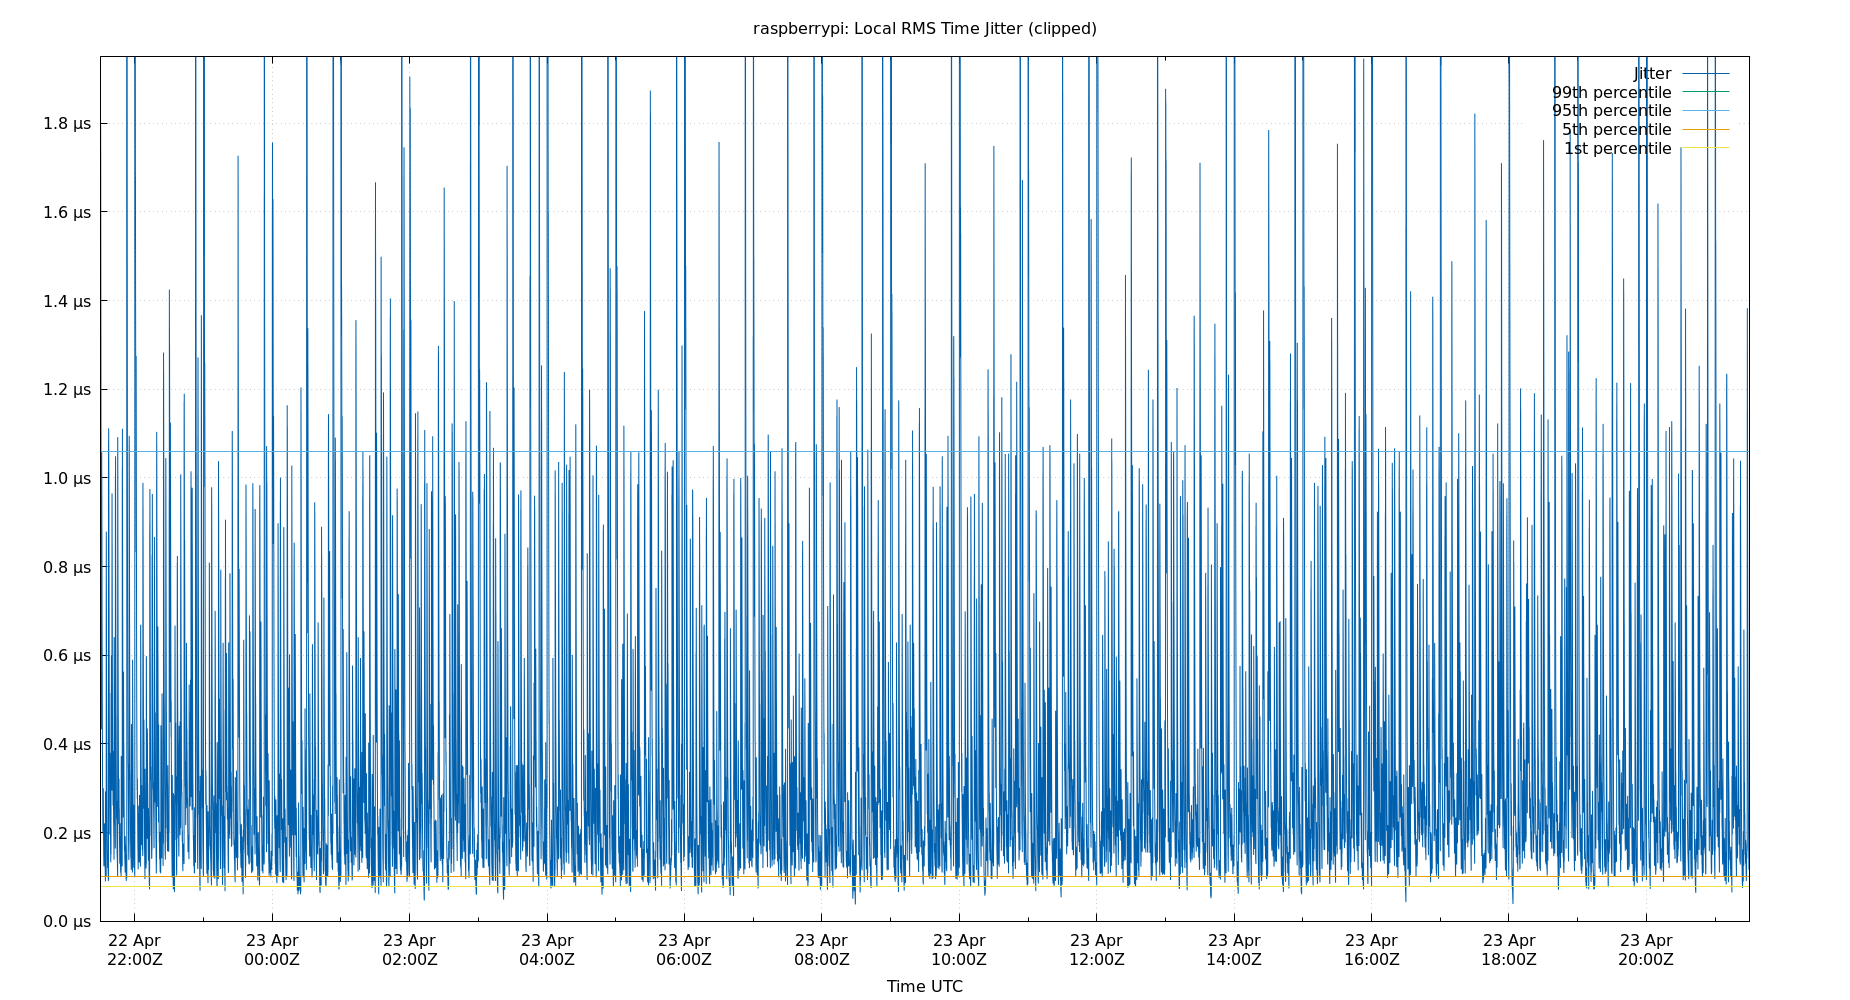 raspberrypi: Local RMS Time Jitter (clipped)
Jitter
99th percentile
95th percentile
5th percentile
1st percentile
1.8 µs
1.6 µs
1.4 µs
1.2 µs
1.0 µs
0.8 µs
0.6 µs
0.4 µs
0.2 µs
0.0 µs
22 Apr 23 Apr 23 Apr 23 Apr 23 Apr 23 Apr 23 Apr 23 Apr 23 Apr 23 Apr 23 Apr 23 Apr
22:00Z 00:00Z 02:00Z 04:00Z 06:00Z 08:00Z 10:00Z 12:00Z 14:00Z 16:00Z 18:00Z 20:00Z
Time UTC